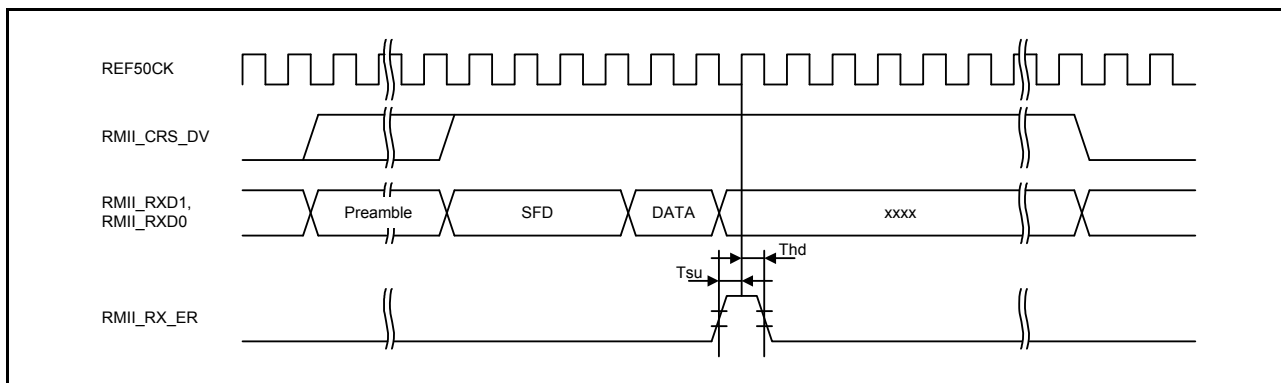 REF50CK
RMII_CRS_DV
RMII_RXD1,
RMII_RXD0
Preamble
SFD
DATA
xxxx
Thd
Tsu
RMII_RX_ER